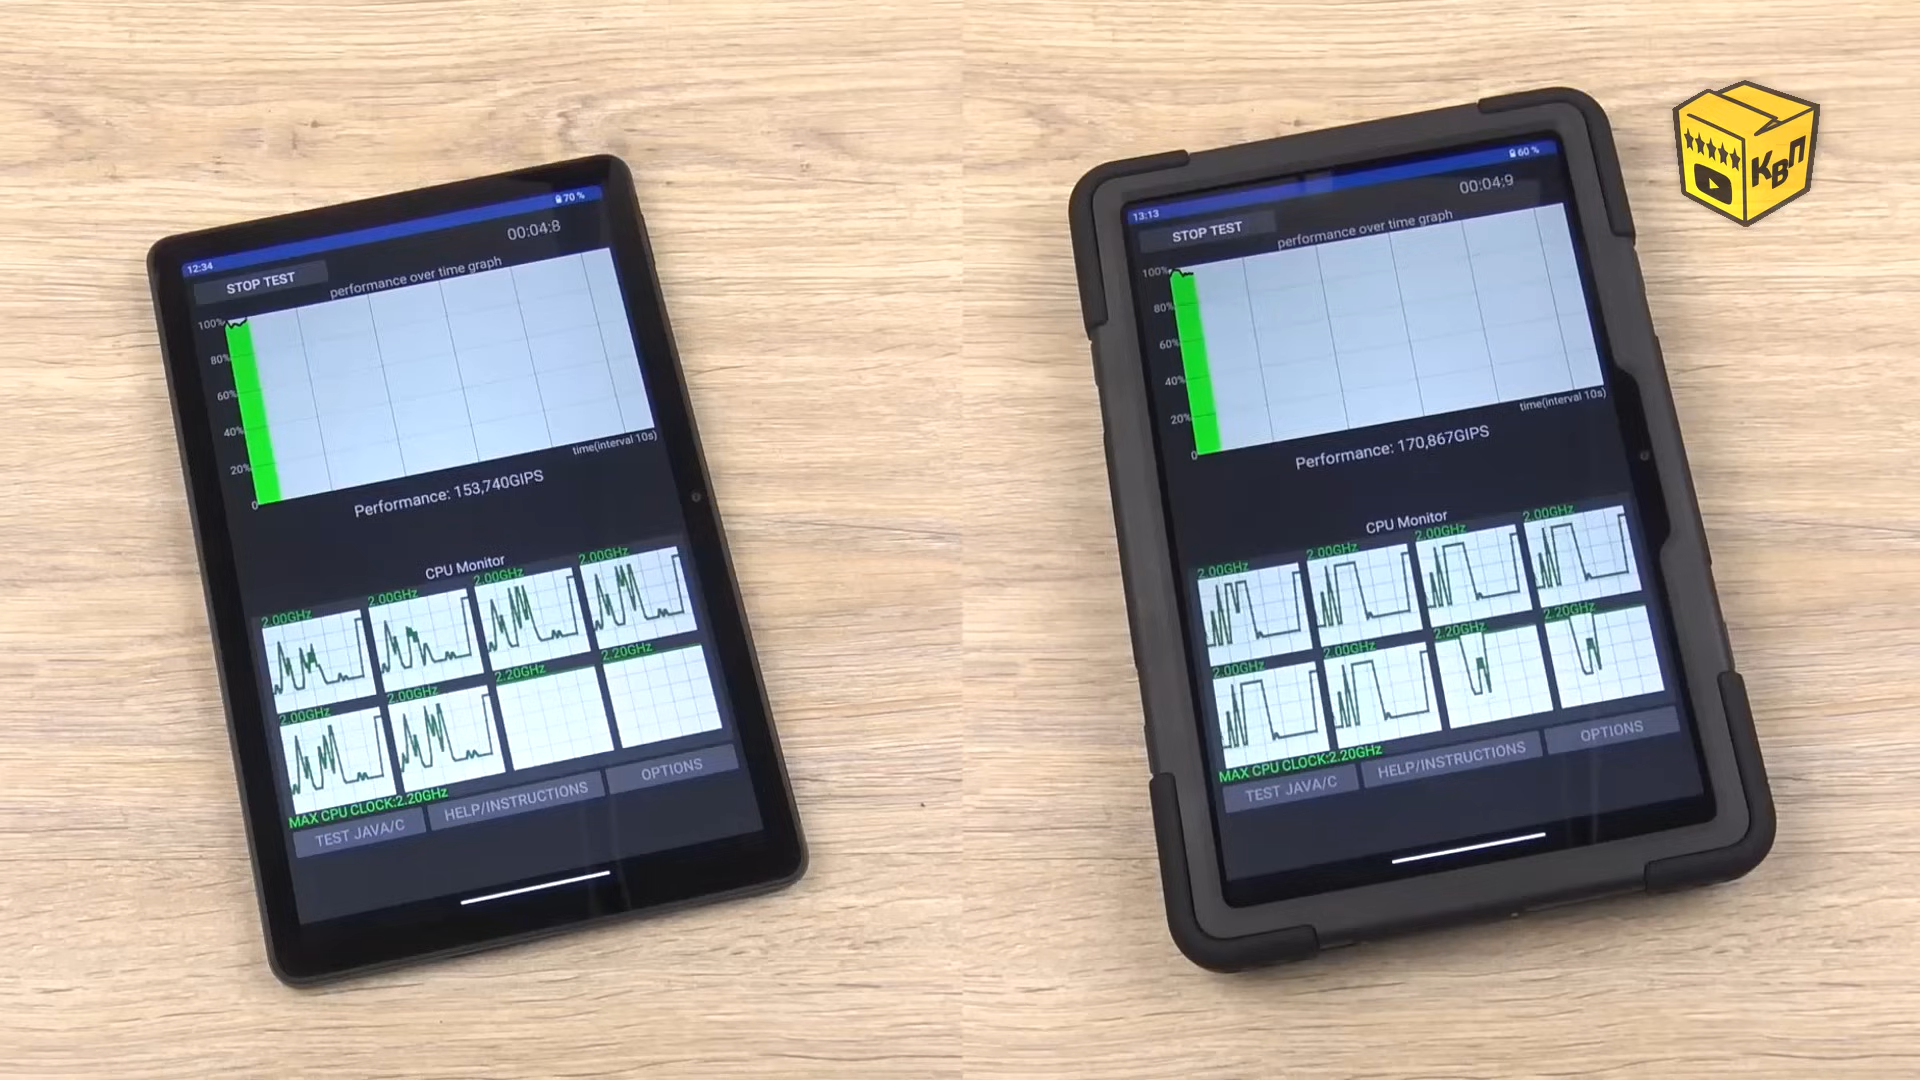 12:34
70 %
STOP TEST
00:04:8
performance over time graph
100%
80%
60%
40%
20%
0
time(interval 10s)
Performance: 153,740GIPS
CPU Monitor
2.00GHz
2.00GHz
2.00GHz
2.00GHz
2.00GHz
2.00GHz
2.20GHz
2.20GHz
MAX CPU CLOCK:2.20GHz
TEST JAVA/C
HELP/INSTRUCTIONS
OPTIONS
13:13
60 %
STOP TEST
00:04:9
performance over time graph
100%
80%
60%
40%
20%
0
time(interval 10s)
Performance: 170,867GIPS
CPU Monitor
2.00GHz
2.00GHz
2.00GHz
2.00GHz
2.00GHz
2.00GHz
2.20GHz
2.20GHz
MAX CPU CLOCK:2.20GHz
TEST JAVA/C
HELP/INSTRUCTIONS
OPTIONS
КВП